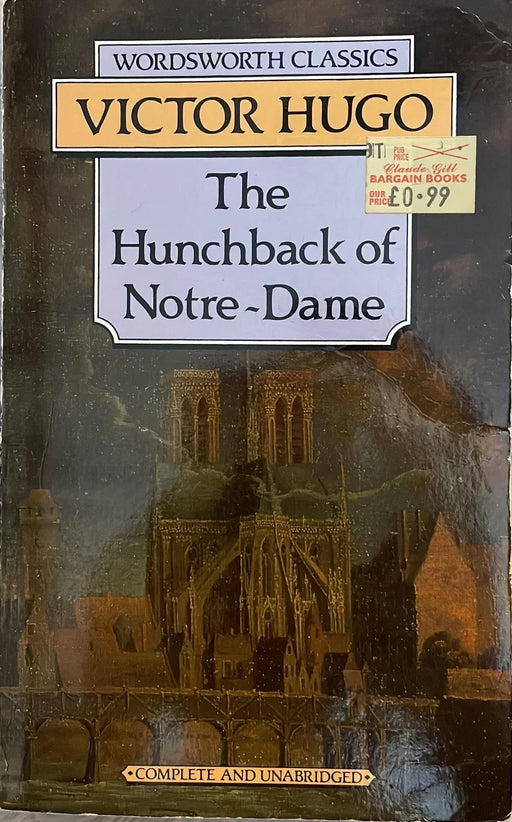 WORDSWORTH CLASSICS
VICTOR HUGO
The
Hunchback of
Notre-Dame
PUB
PRICE
Claude Gill
BARGAIN BOOKS
OUR
PRICE £0.99
COMPLETE AND UNABRIDGED